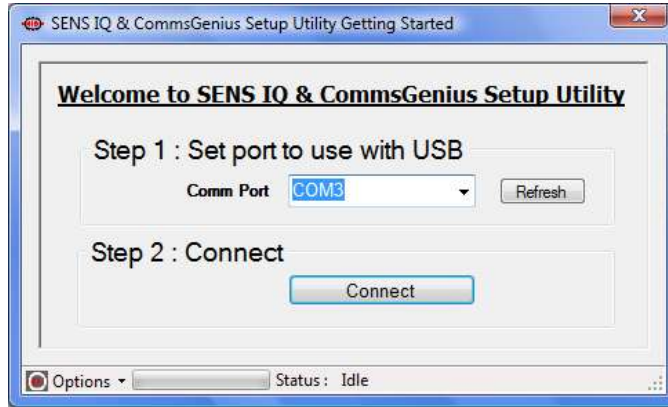 SENS IQ & CommsGenius Setup Utility Getting Started
Welcome to SENS IQ & CommsGenius Setup Utility
Step 1 : Set port to use with USB
Comm Port COM3 Refresh
Step 2 : Connect
Connect
Options Status : Idle